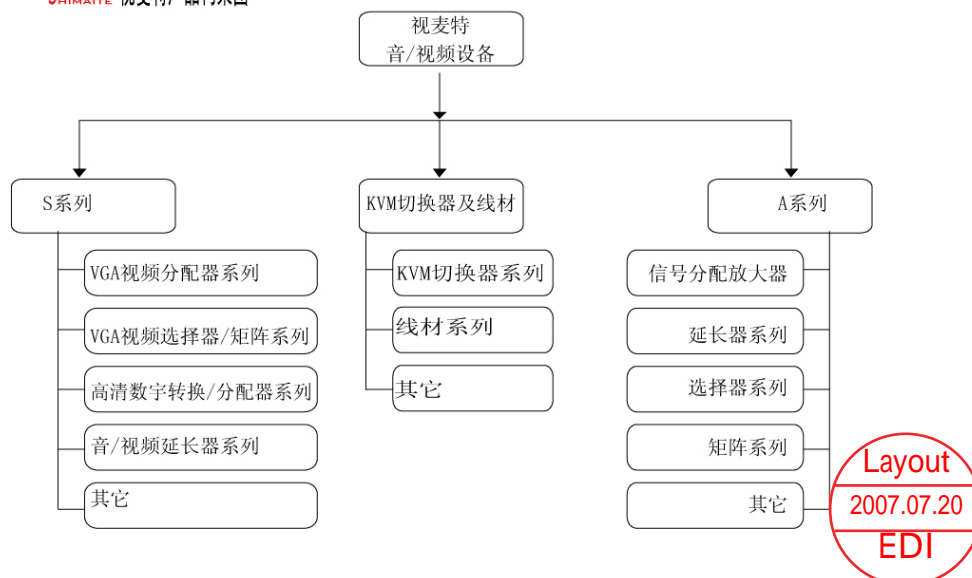 视麦特
音/视频设备
S系列
KVM切换器及线材
A系列
VGA视频分配器系列
VGA视频选择器/矩阵系列
高清数字转换/分配器系列
音/视频延长器系列
其它
KVM切换器系列
线材系列
其它
信号分配放大器
延长器系列
选择器系列
矩阵系列
其它
Layout
2007.07.20
EDI